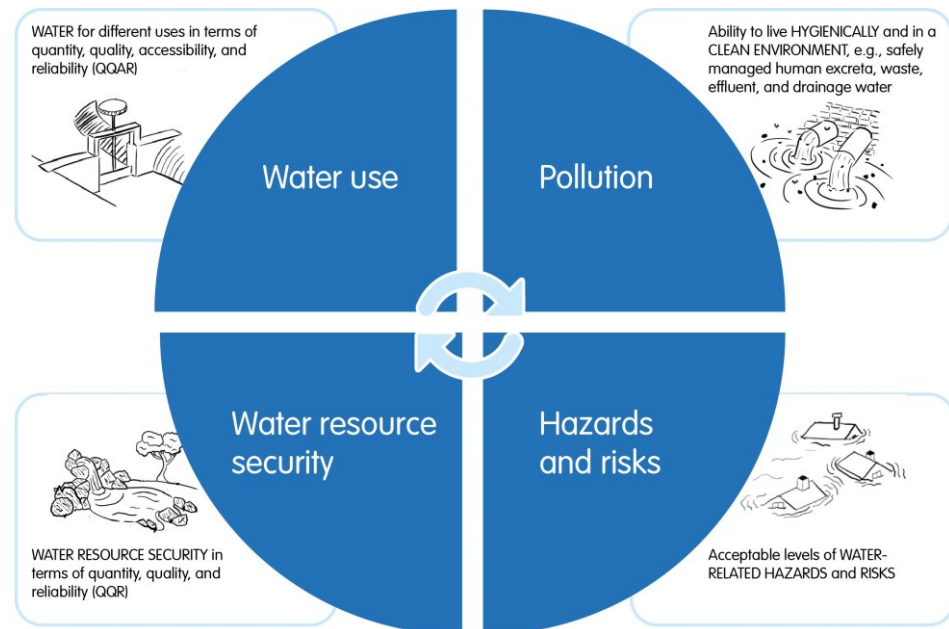 WATER for different uses in terms of
quantity, quality, accessibility, and
reliability (QQAR)
Ability to live HYGIENICALLY and in a
CLEAN ENVIRONMENT, e.g., safely
managed human excreta, waste,
effluent, and drainage water
Water use
Pollution
Water resource
security
Hazards
and risks
WATER RESOURCE SECURITY in
terms of quantity, quality, and
reliability (QQR)
Acceptable levels of WATER-
RELATED HAZARDS and RISKS